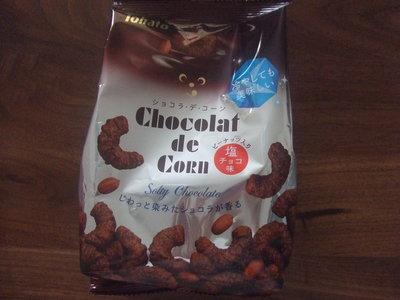 Tohato
冷やしても
美味しい
ショコラ・デ・コーン
Chocolat
de
CORN
ピーナッツ入り
塩
チョコ
味
Salty Chocolate
じわっと染みたショコラが香る